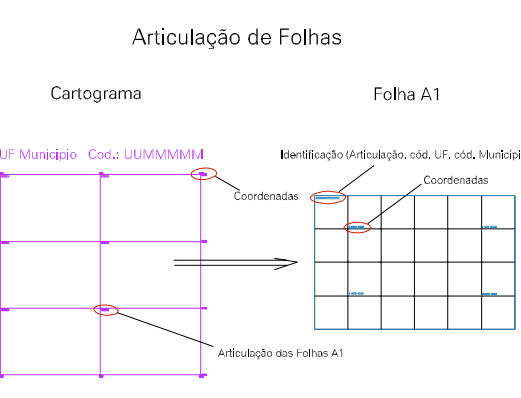 Articulação de Folhas
Cartograma
Folha A1
UF Município Cod.: UUMMMMM
Identificação (Articulação, cód. UF, cód. Municípi
Coordenadas
Coordenadas
Articulação das Folhas A1